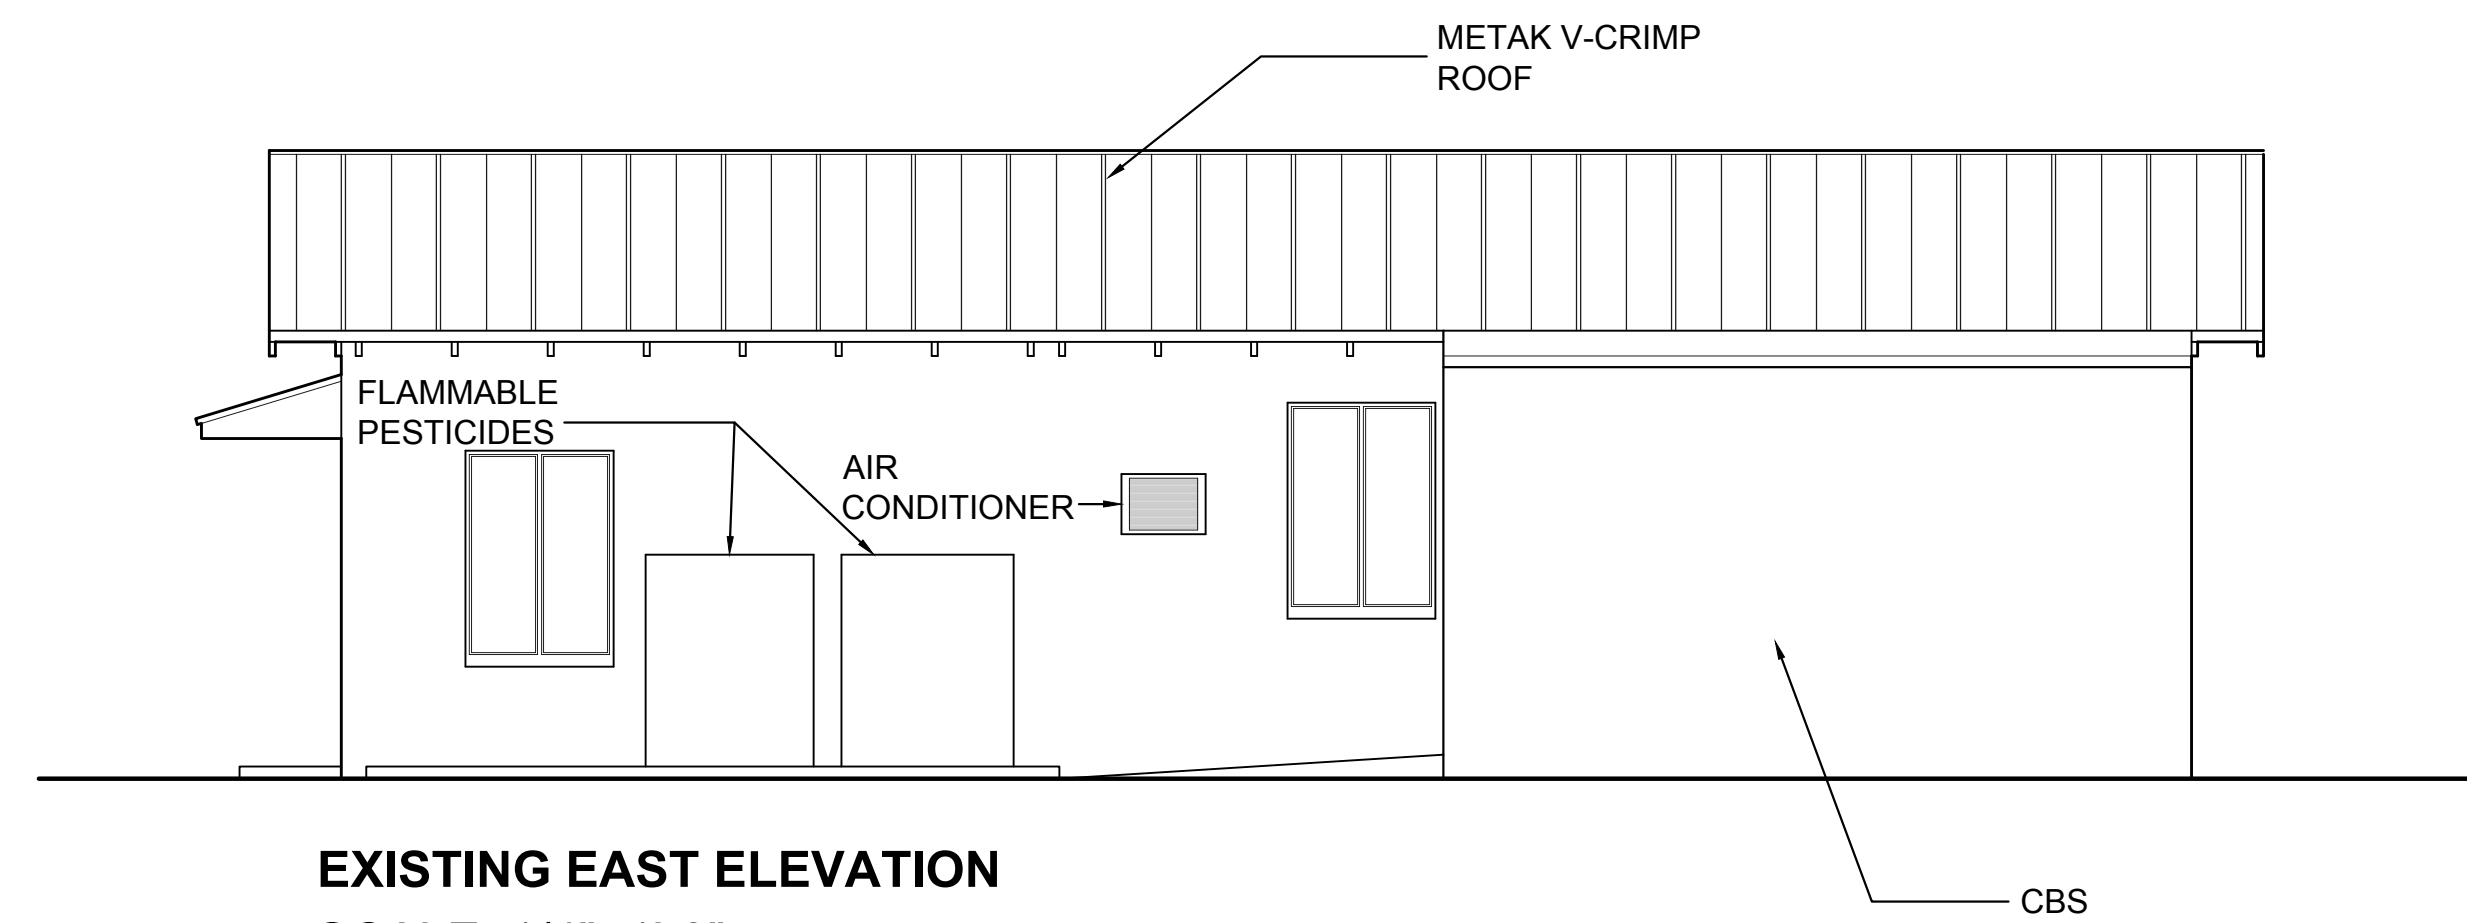 METAK V-CRIMP
ROOF
FLAMMABLE
PESTICIDES
AIR
CONDITIONER
EXISTING EAST ELEVATION
CBS